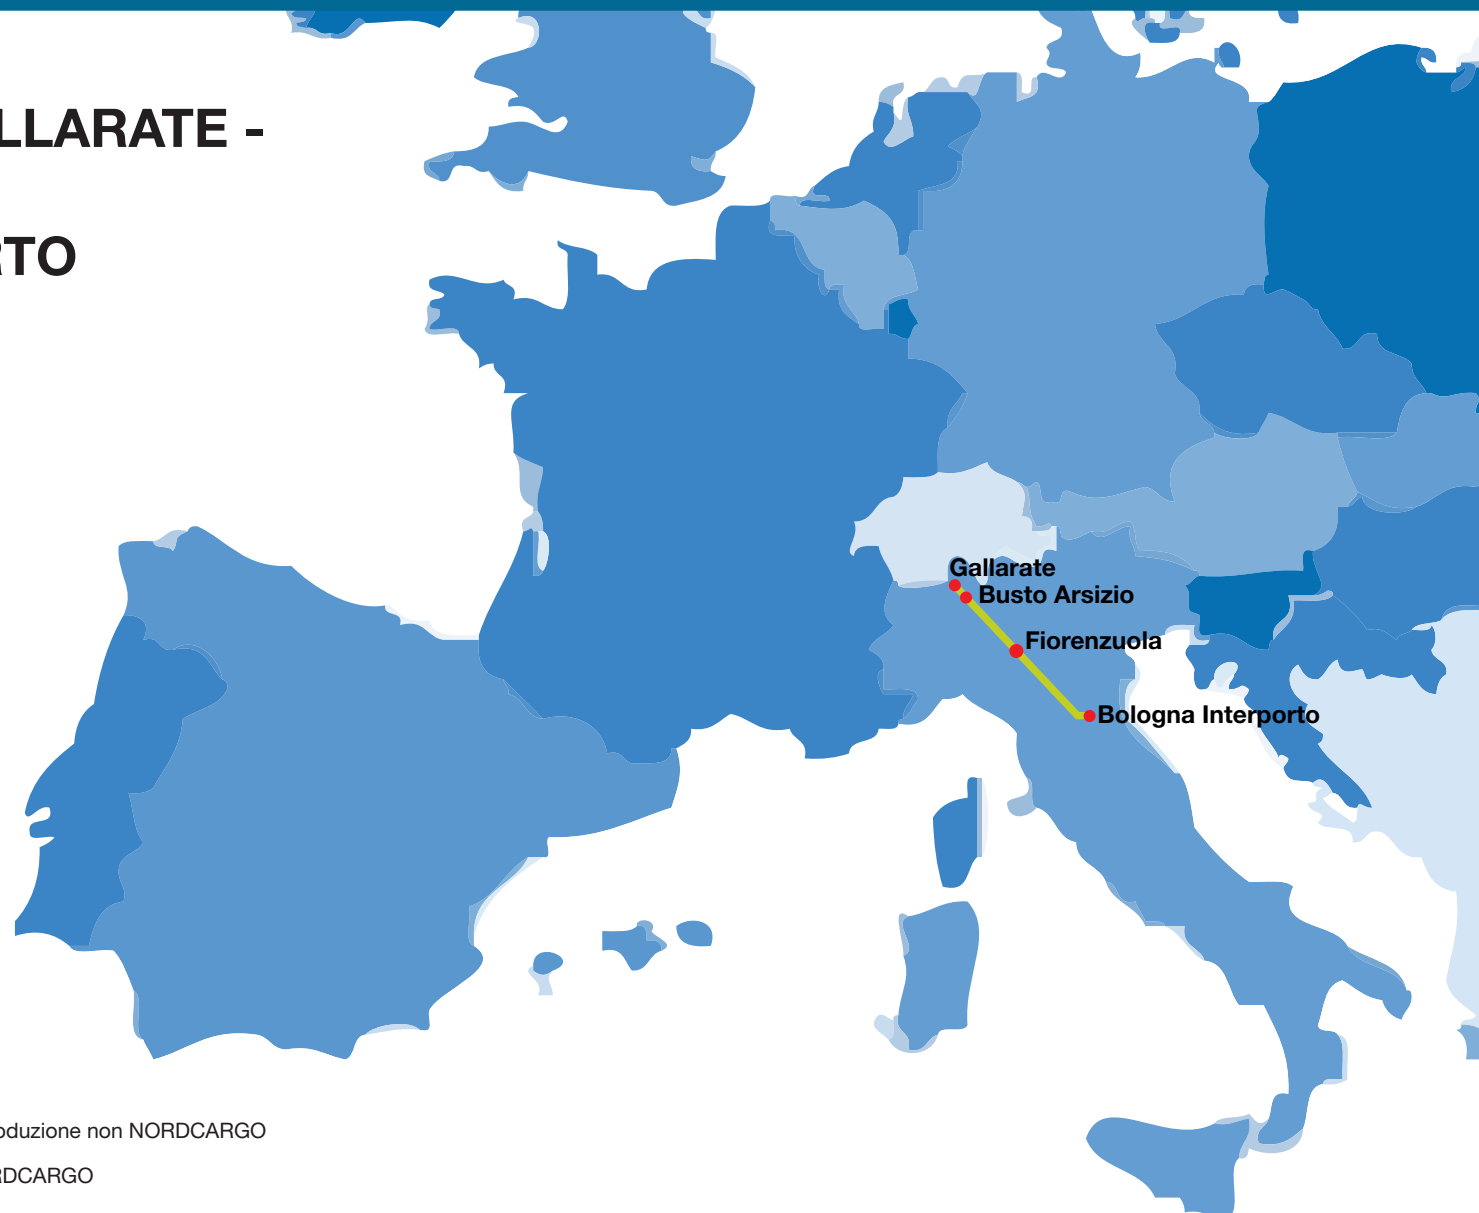 LLARATE -
RTO
Gallarate
Busto Arsizio
Fiorenzuola
Bologna Interporto
oduzione non NORDCARGO
RDCARGO